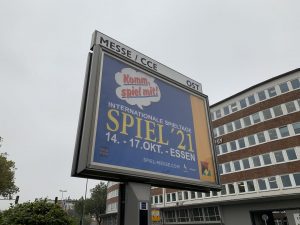 MESSE / CCE OST
Komm,
spiel mit!
INTERNATIONALE SPIELTAGE
SPIEL '21
14. - 17. OKT. - ESSEN
SPIEL-MESSE.COM